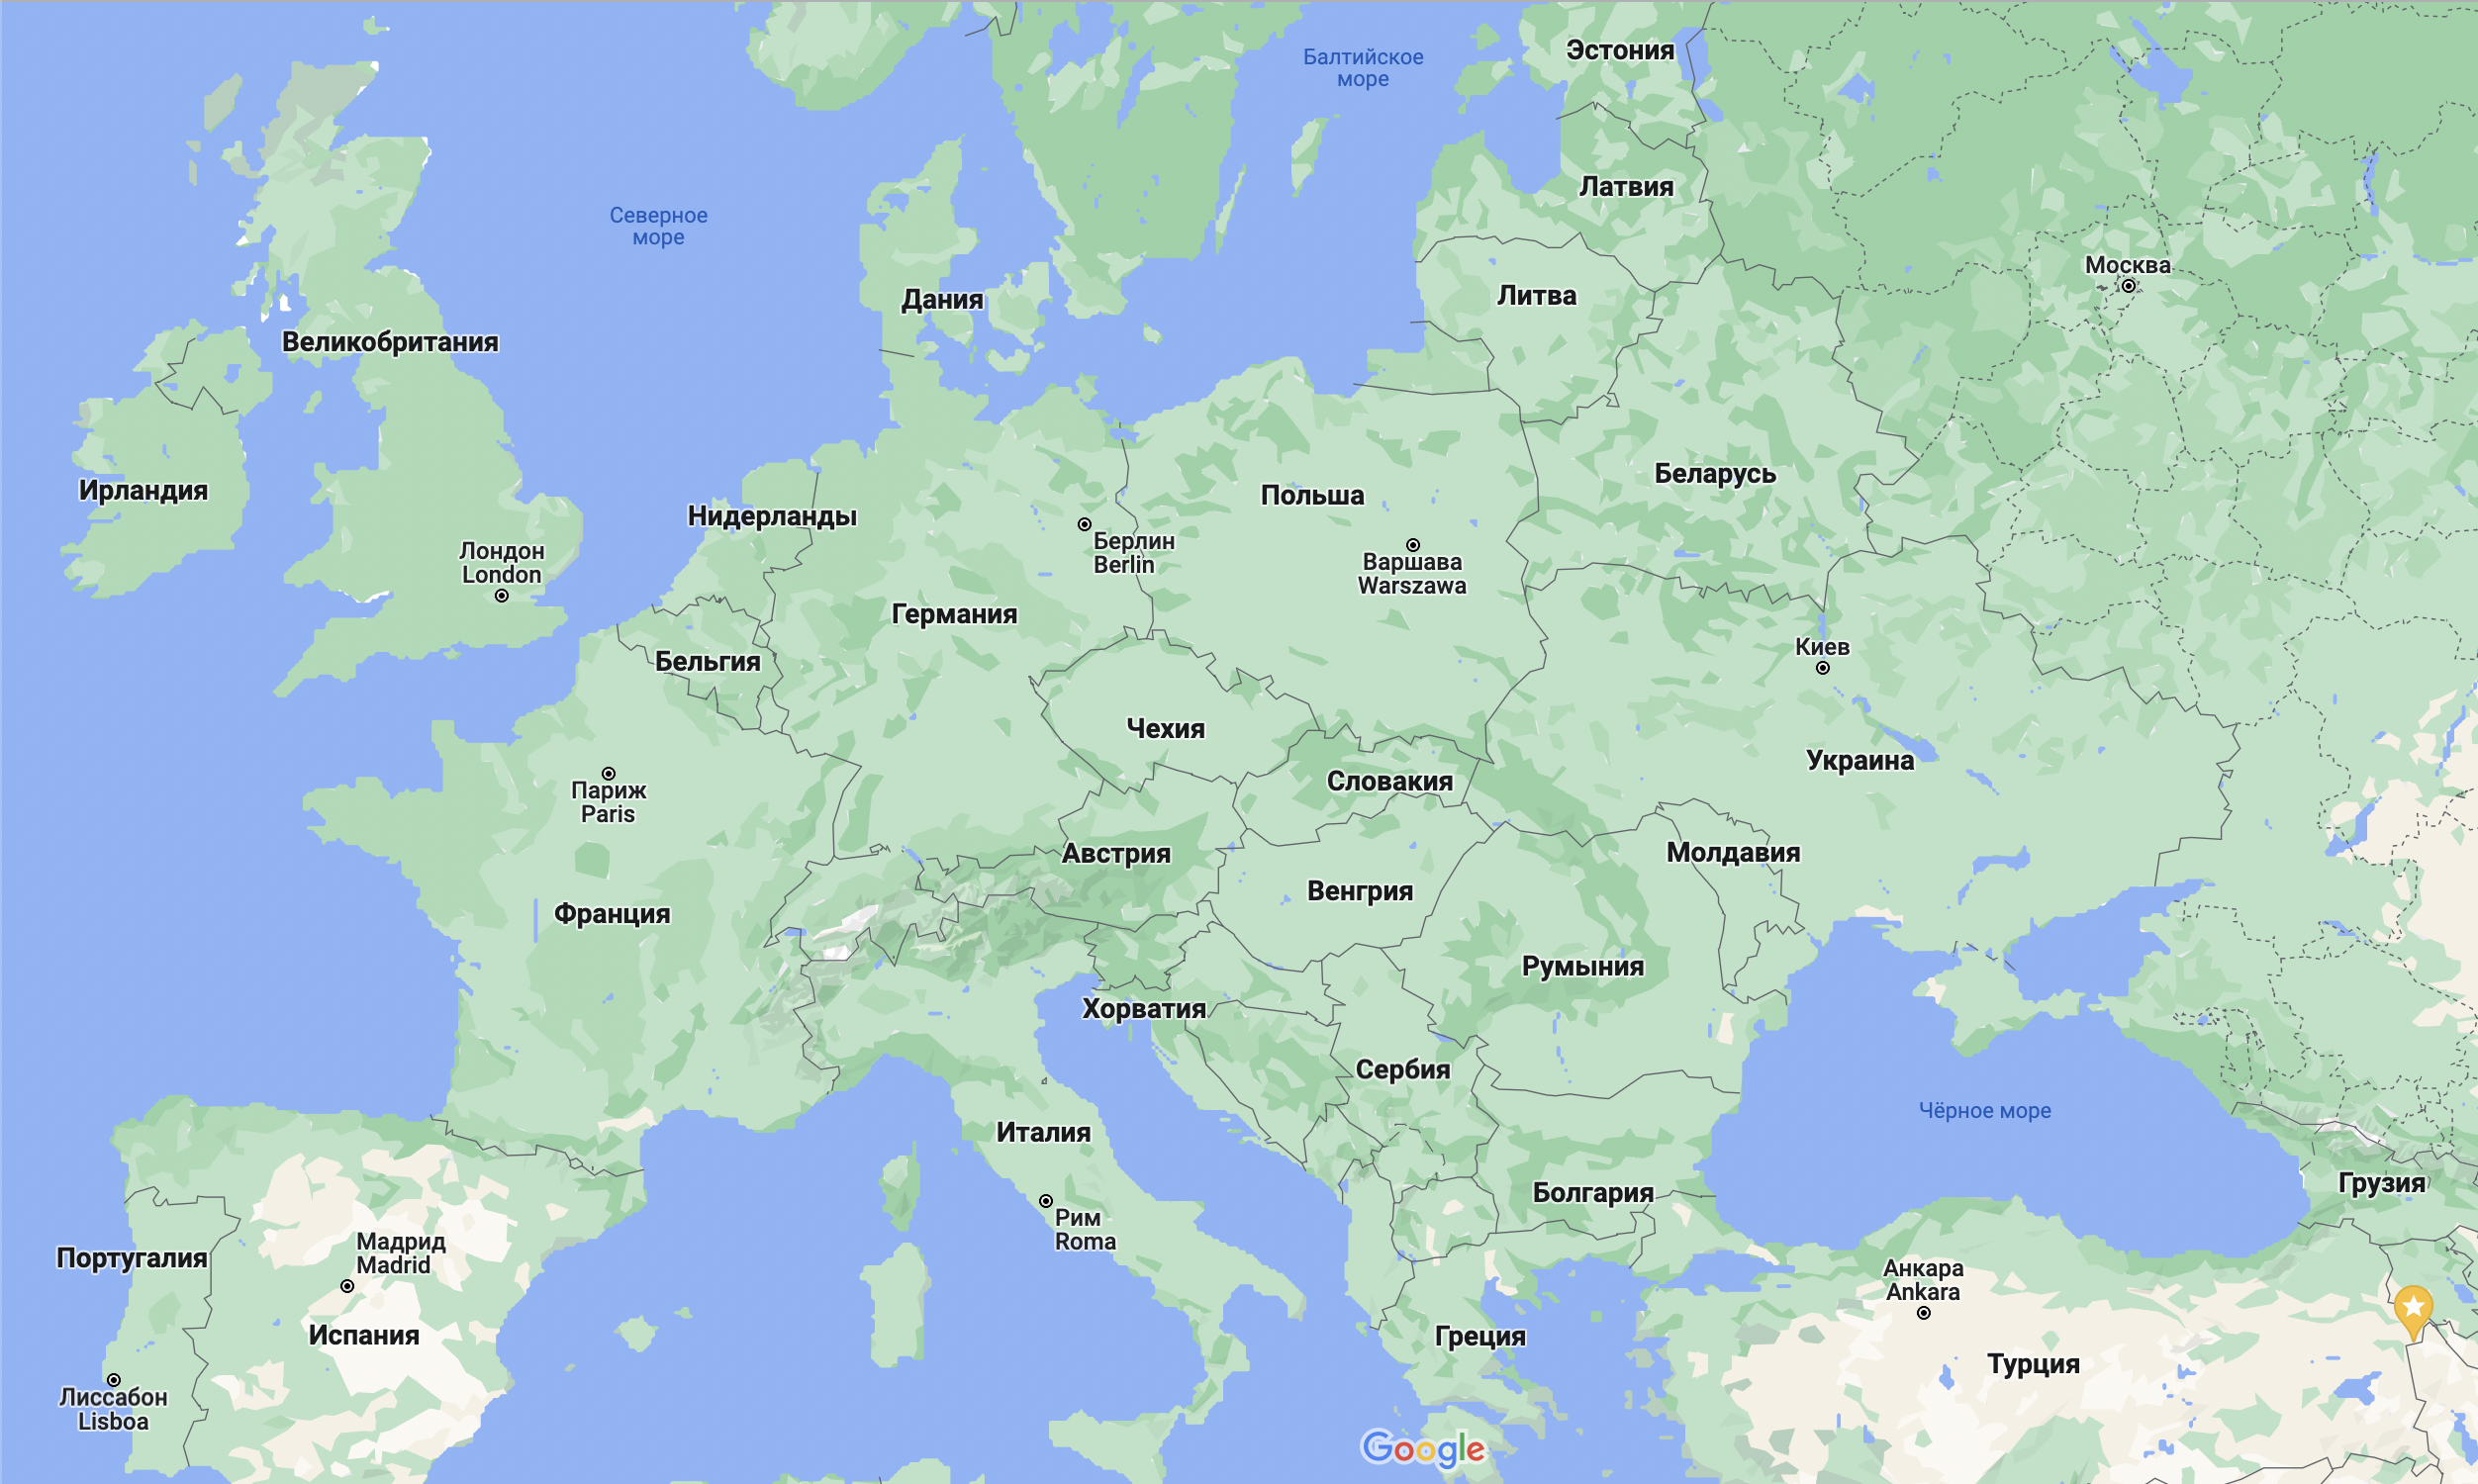 Эстония
Балтийское
море
Латвия
Северное
море
Москва
Литва
Дания
Великобритания
Беларусь
Ирландия
Польша
Нидерланды
Берлин
Berlin
Лондон
London
Варшава
Warszawa
Германия
Киев
Бельгия
Чехия
Украина
Словакия
Париж
Paris
Австрия
Молдавия
Венгрия
Франция
Румыния
Хорватия
Сербия
Чёрное море
Италия
Грузия
Болгария
Рим
Roma
Мадрид
Madrid
Португалия
Анкара
Ankara
Испания
Греция
Турция
Лиссабон
Lisboa
Google